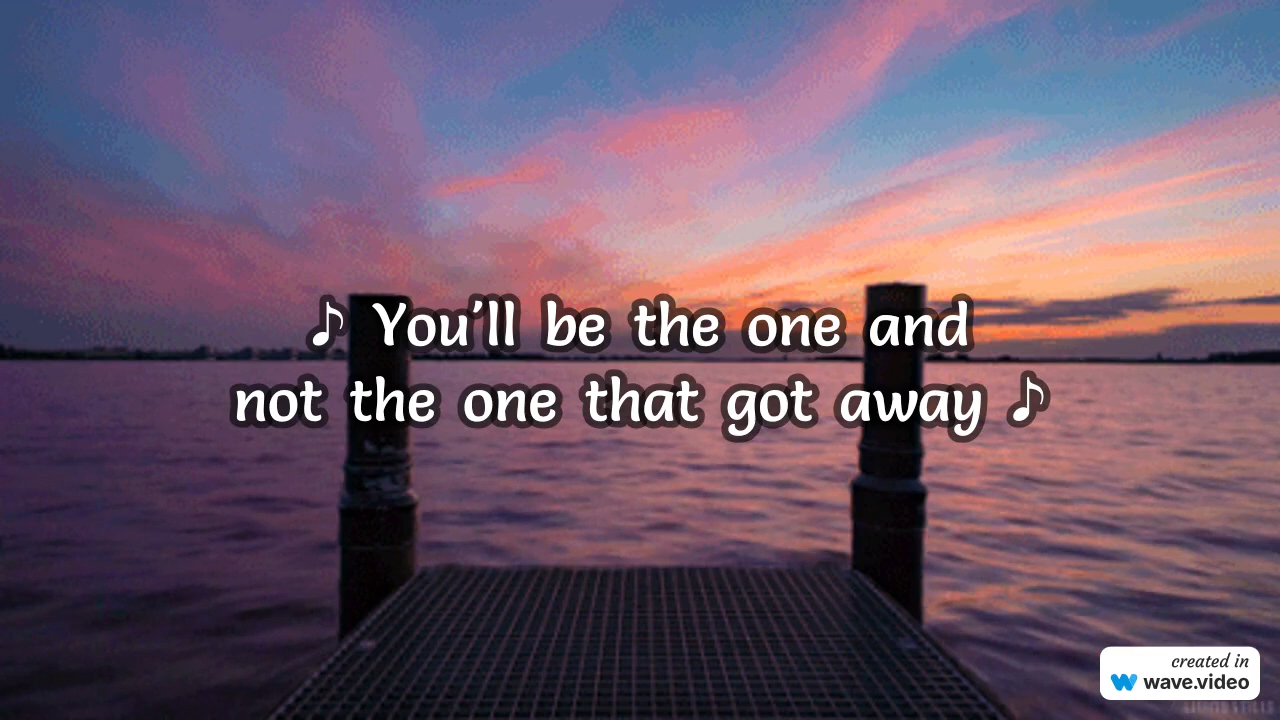 ♪ You'll be the one and
not the one that got away ♪
created in
wave.video